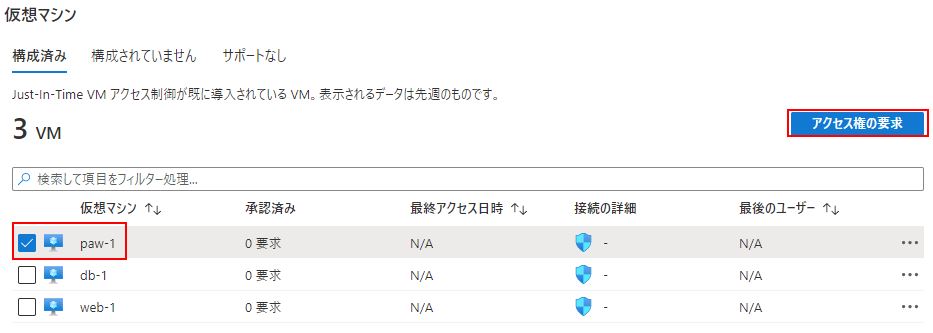 仮想マシン
構成済み 構成されていません サポートなし
Just-In-Time VM アクセス制御が既に導入されている VM。表示されるデータは先週のものです。
3 VM
アクセス権の要求
検索して項目をフィルター処理...
仮想マシン ↑↓ 承認済み 最終アクセス日時 ↑↓ 接続の詳細 最後のユーザー ↑↓
paw-1 0 要求 N/A - N/A ...
db-1 0 要求 N/A - N/A ...
web-1 0 要求 N/A - N/A ...